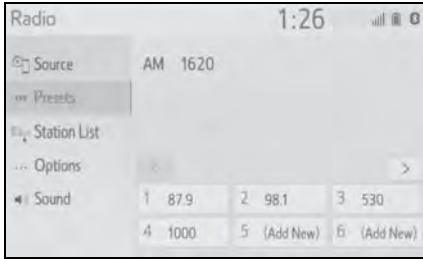 Radio 1:26
Source AM 1620
Presets
Station List
Options
Sound 1 87.9 2 98.1 3 530
4 1000 5 (Add New) 6 (Add New)